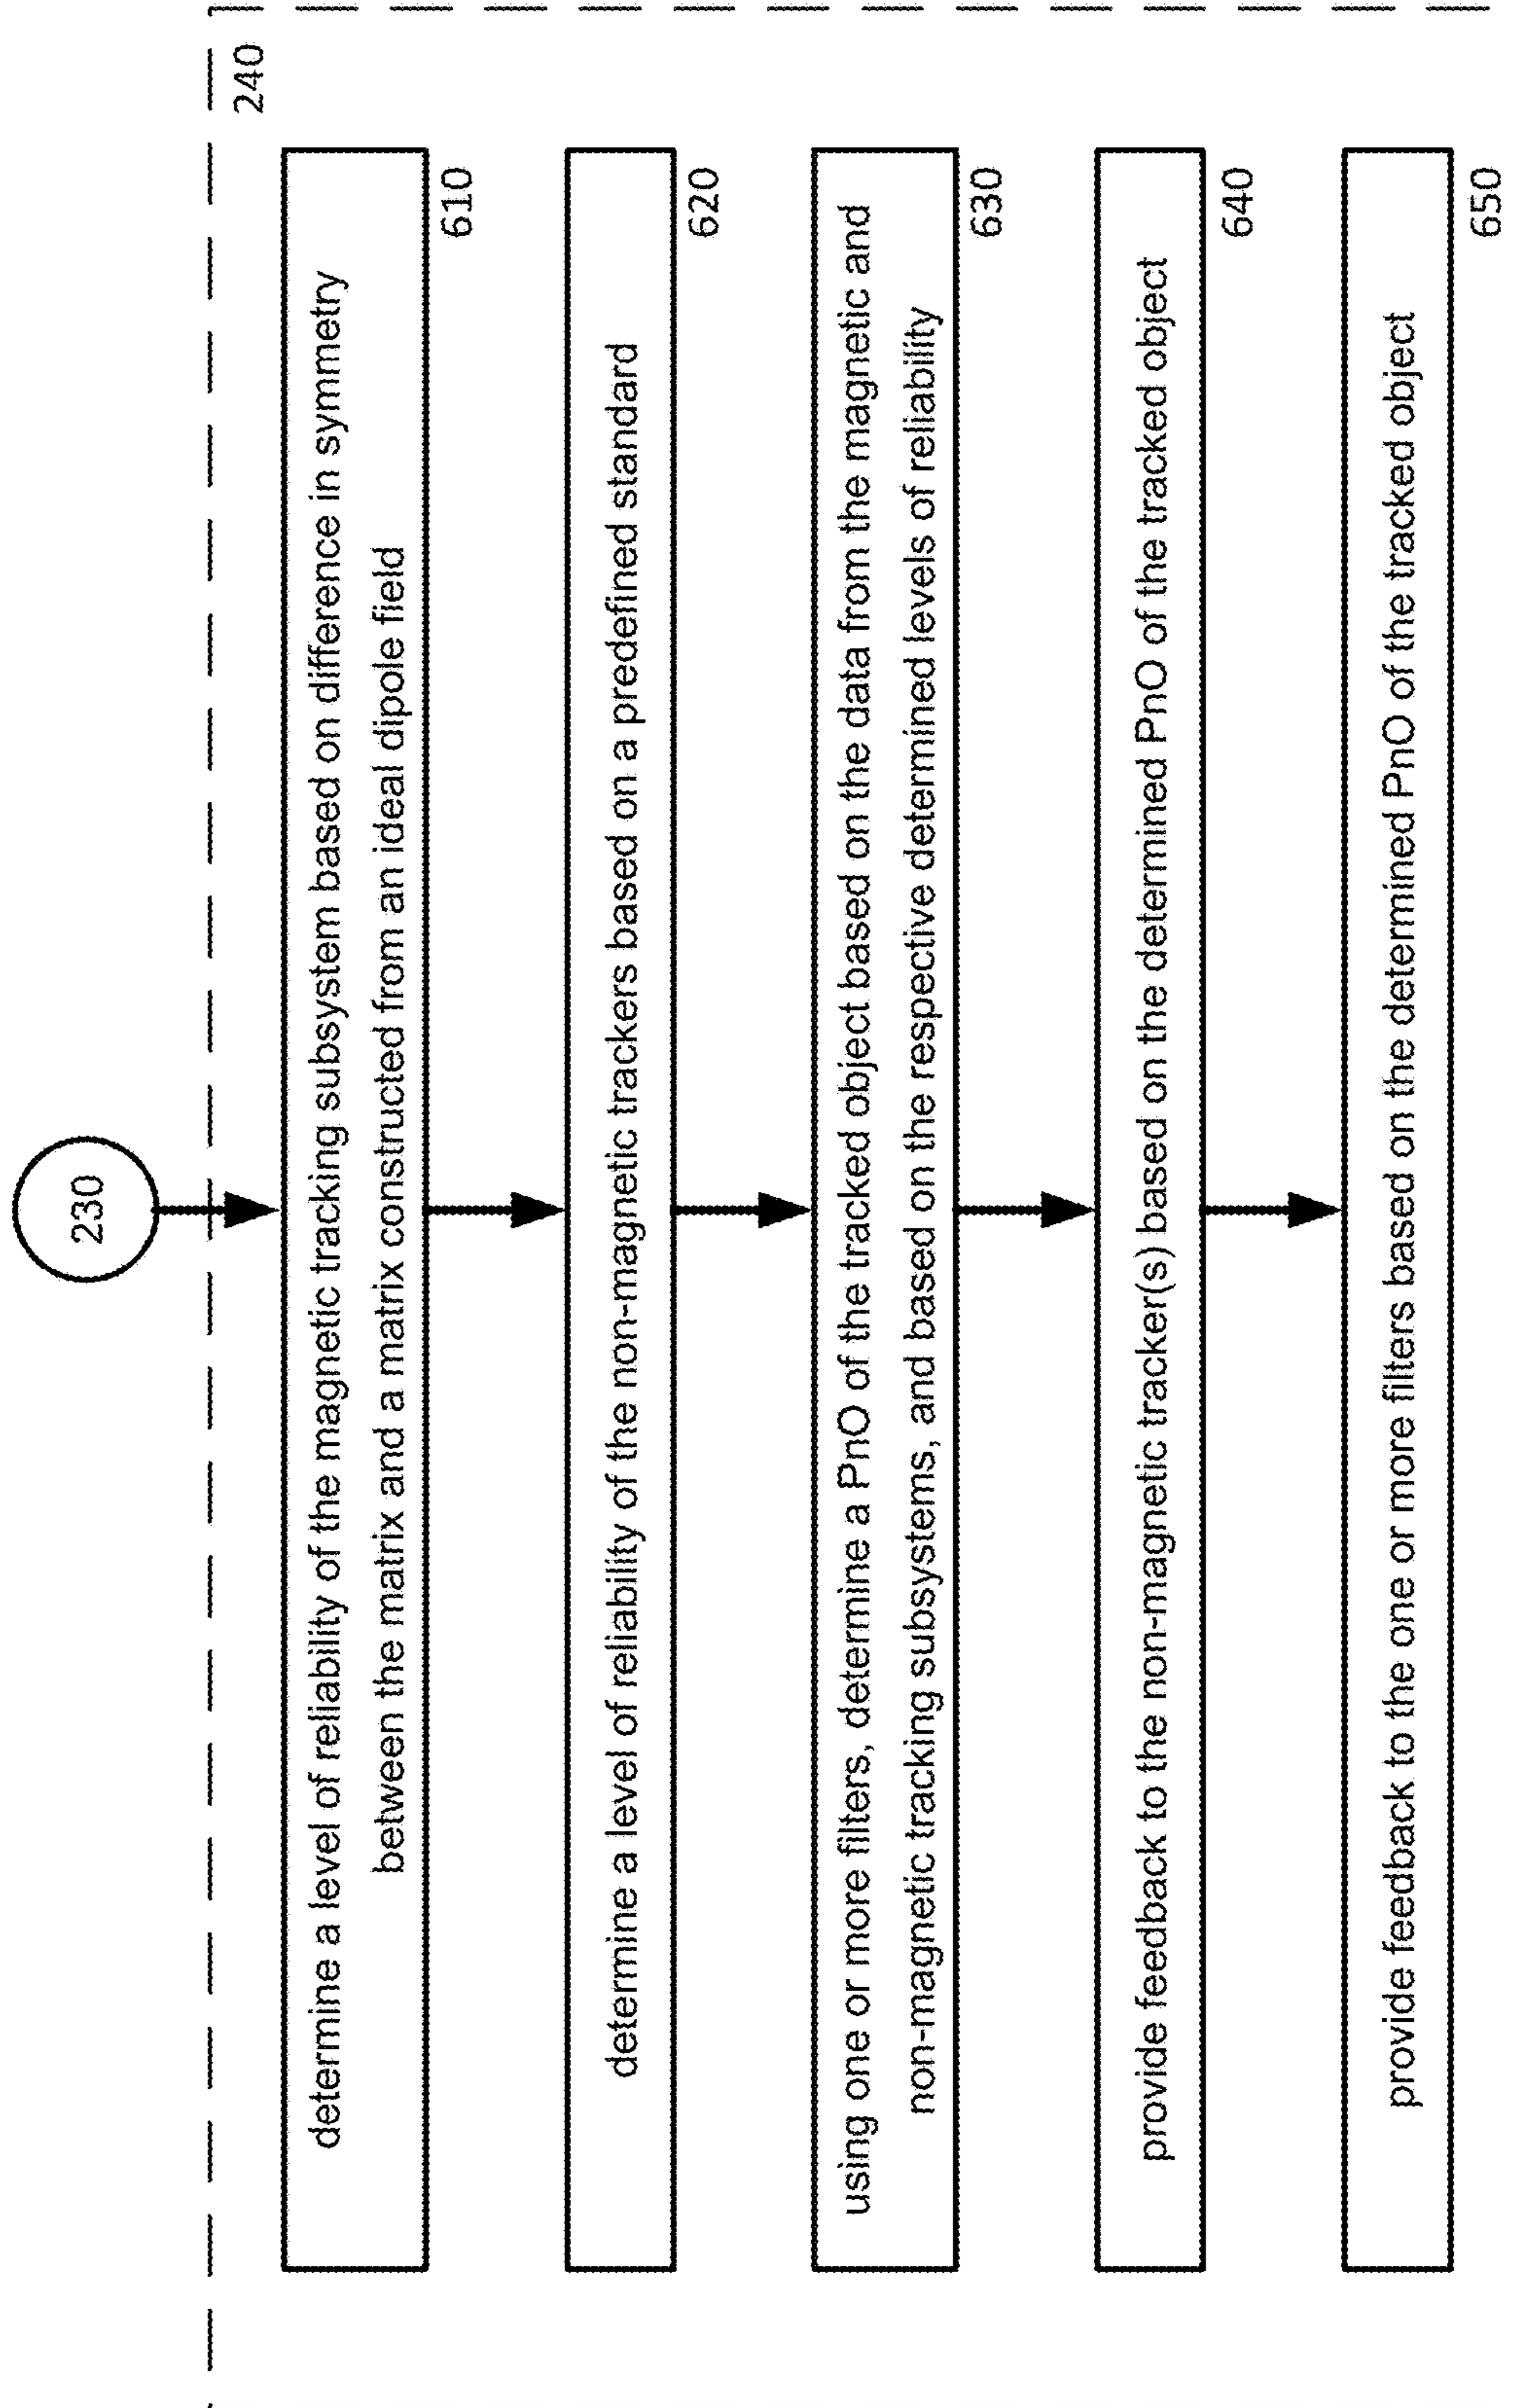 230
240
determine a level of reliability of the magnetic tracking subsystem based on difference in symmetry
between the matrix and a matrix constructed from an ideal dipole field
610
determine a level of reliability of the non-magnetic trackers based on a predefined standard
620
using one or more filters, determine a PnO of the tracked object based on the data from the magnetic and
non-magnetic tracking subsystems, and based on the respective determined levels of reliability
630
provide feedback to the non-magnetic tracker(s) based on the determined PnO of the tracked object
640
provide feedback to the one or more filters based on the determined PnO of the tracked object
650